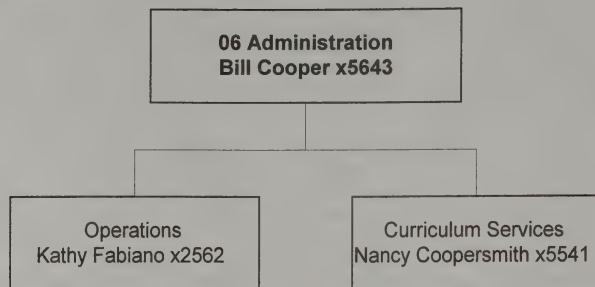 06 Administration
Bill Cooper x5643
Operations
Kathy Fabiano x2562
Curriculum Services
Nancy Coopersmith x5541